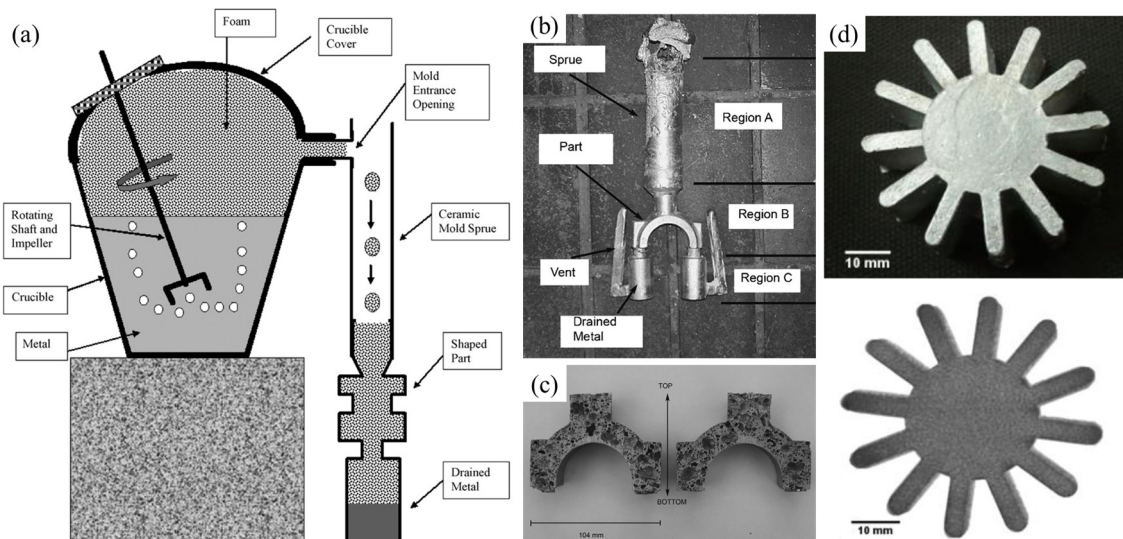 (a)
Foam
Crucible
Cover
Mold
Entrance
Opening
Rotating
Shaft and
Impeller
Crucible
Metal
Ceramic
Mold Sprue
Shaped
Part
Drained
Metal
(b)
Sprue
Part
Vent
Drained
Metal
Region A
Region B
Region C
(c)
TOP
BOTTOM
104 mm
(d)
10 mm
10 mm